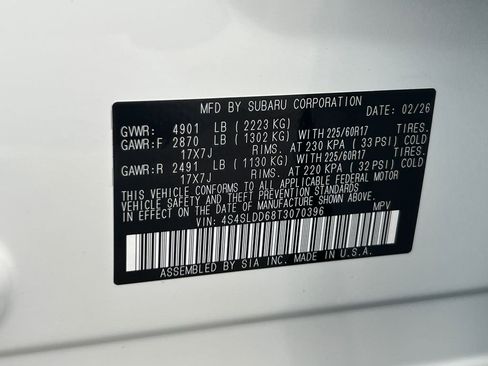 MFD BY SUBARU CORPORATION DATE: 02/26
GVWR: 4901 LB ( 2223 KG)
GAWR:F 2870 LB ( 1302 KG) WITH 225/60R17 TIRES.
17X7J RIMS. AT 230 KPA ( 33 PSI) COLD
GAWR:R 2491 LB ( 1130 KG) WITH 225/60R17 TIRES.
17X7J RIMS. AT 220 KPA ( 32 PSI) COLD
THIS VEHICLE CONFORMS TO ALL APPLICABLE FEDERAL MOTOR
VEHICLE SAFETY AND THEFT PREVENTION STANDARDS
IN EFFECT ON THE DATE OF MANUFACTURE SHOWN ABOVE.
VIN: 4S4SLDD68T3070396 MPV
ASSEMBLED BY SIA INC. MADE IN U.S.A.